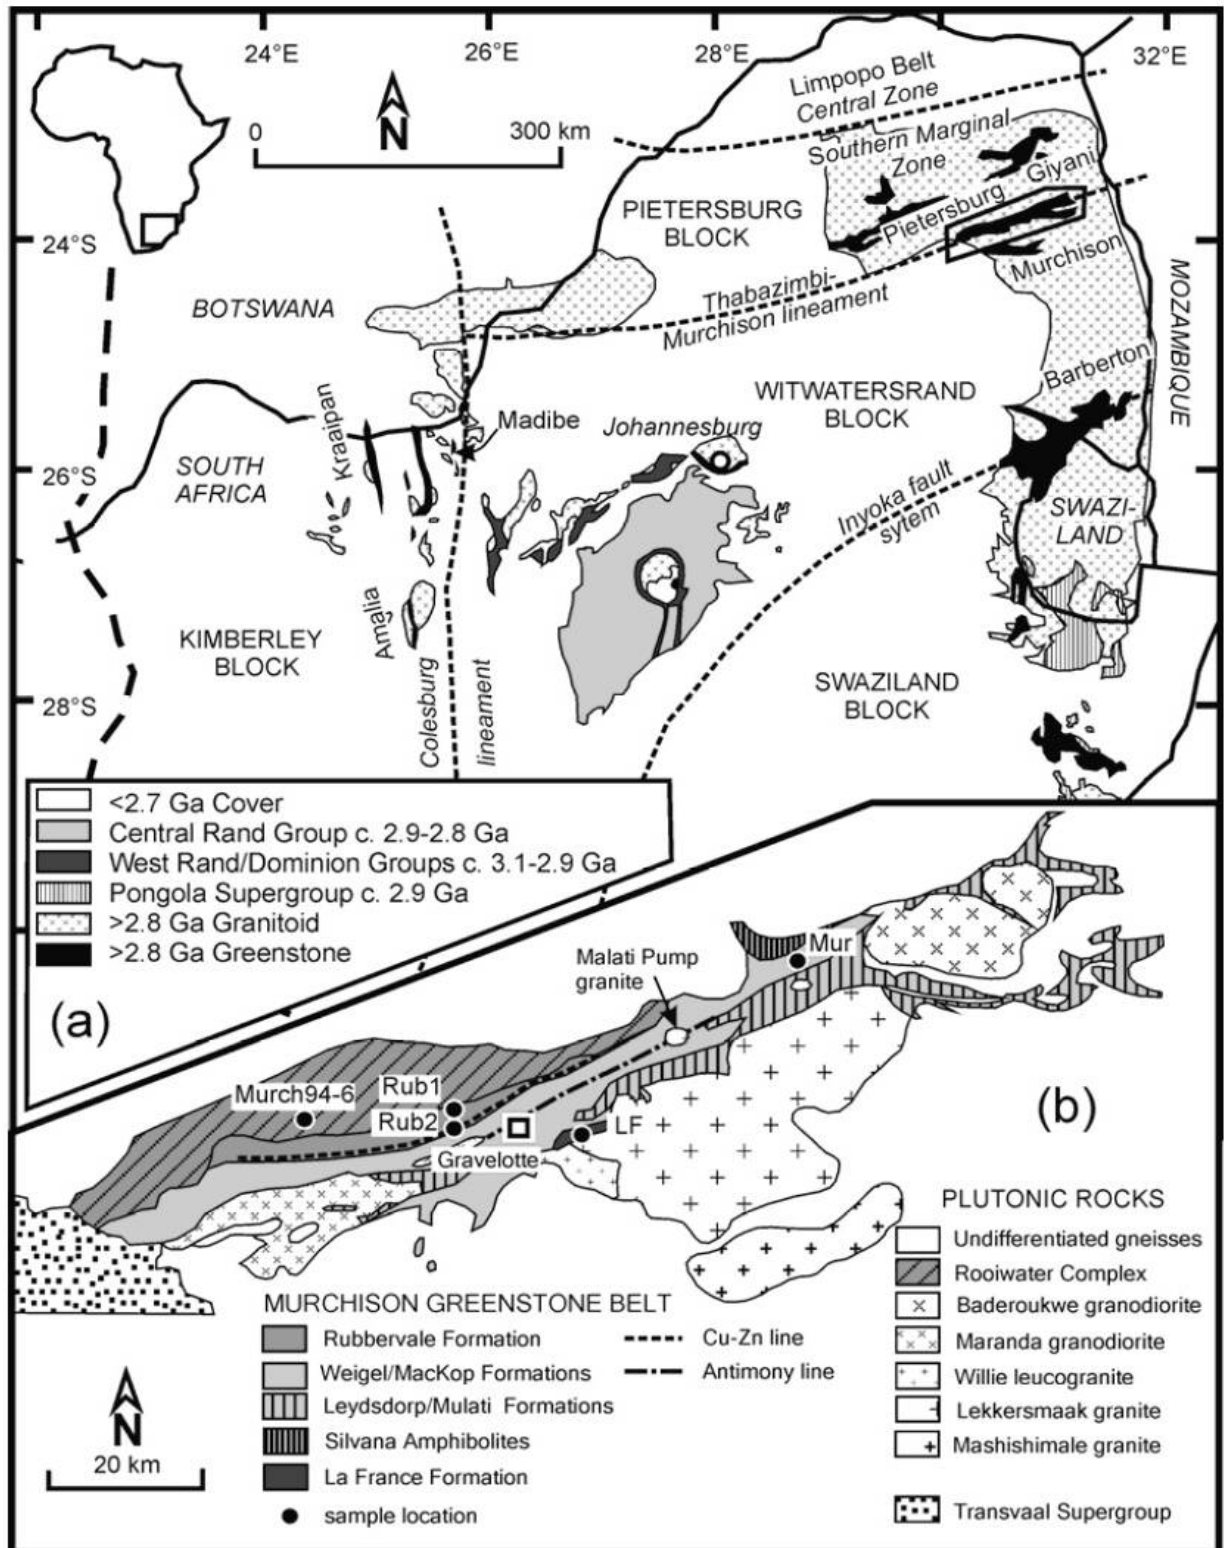 24°E
26°E
28°E
32°E
0
300 km
N
Limpopo Belt
Central Zone
Southern Marginal
Zone
Giyani
PIETERSBURG
BLOCK
Pietersburg
24°S
Murchison
BOTSWANA
Thabazimbi-
Murchison lineament
MOZAMBIQUE
Barberton
WITWATERSRAND
BLOCK
Kraaipan
Madibe
Johannesburg
26°S
SOUTH
AFRICA
Inyoka fault
sytem
SWAZI-
LAND
Amalia
KIMBERLEY
BLOCK
Colesburg
lineament
SWAZILAND
BLOCK
28°S
<2.7 Ga Cover
Central Rand Group c. 2.9-2.8 Ga
West Rand/Dominion Groups c. 3.1-2.9 Ga
Pongola Supergroup c. 2.9 Ga
>2.8 Ga Granitoid
>2.8 Ga Greenstone
(a)
Mur
Malati Pump
granite
Murch94-6
Rub1
Rub2
LF
Gravelotte
(b)
MURCHISON GREENSTONE BELT
Rubbervale Formation
Weigel/MacKop Formations
Leydsdorp/Mulati Formations
Silvana Amphibolites
La France Formation
sample location
Cu-Zn line
Antimony line
N
20 km
PLUTONIC ROCKS
Undifferentiated gneisses
Rooiwater Complex
Baderoukwe granodiorite
Maranda granodiorite
Willie leucogranite
Lekkersmaak granite
Mashishimale granite
Transvaal Supergroup